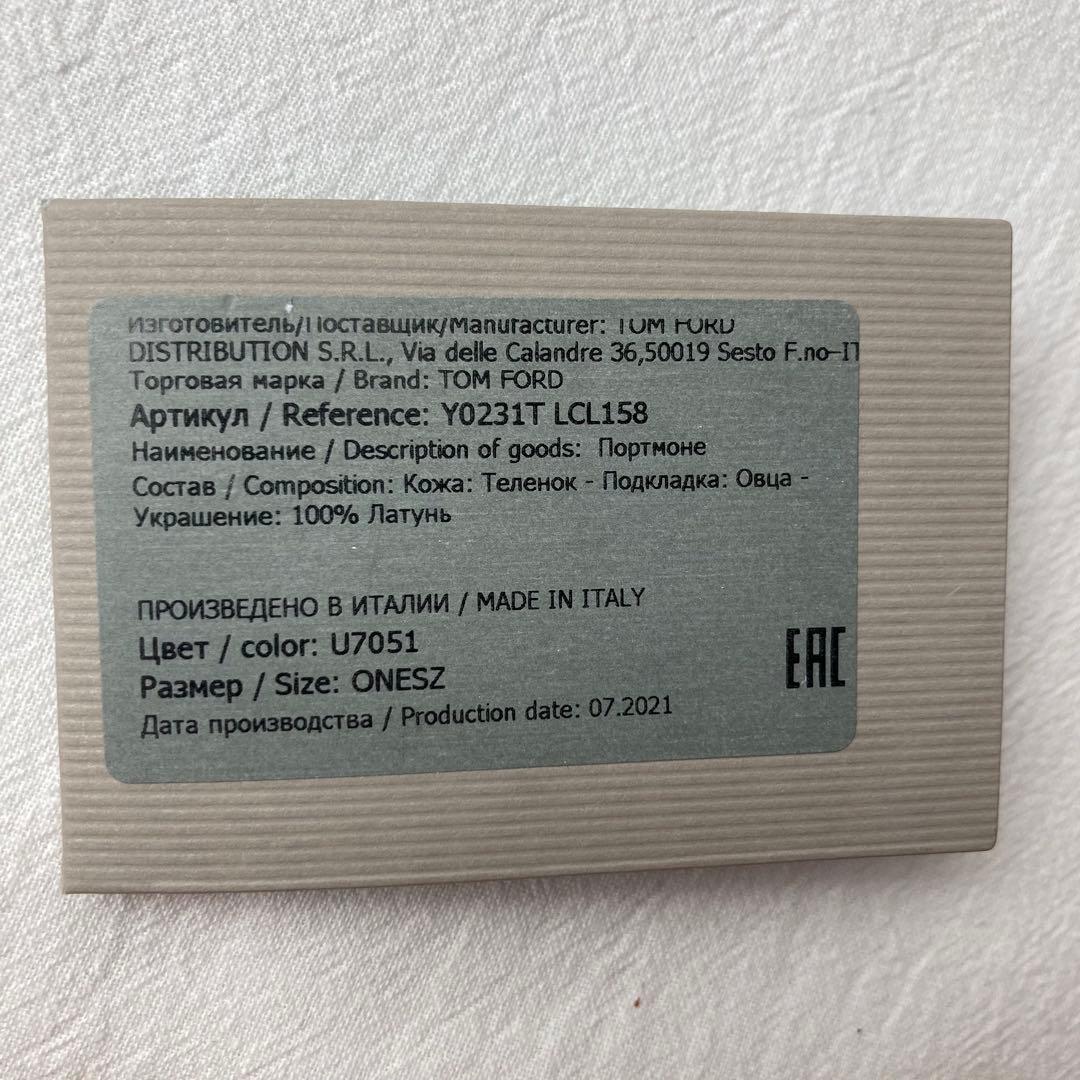 Изготовитель/Поставщик/Manufacturer: TOM FORD
DISTRIBUTION S.R.L., Via delle Calandre 36,50019 Sesto F.no-IT
Торговая марка / Brand: TOM FORD
Артикул / Reference: Y0231T LCL158
Наименование / Description of goods: Портмоне
Состав / Composition: Кожа: Теленок - Подкладка: Овца -
Украшение: 100% Латунь
ПРОИЗВЕДЕНО В ИТАЛИИ / MADE IN ITALY
Цвет / color: U7051
Размер / Size: ONESZ
Дата производства / Production date: 07.2021
EAC